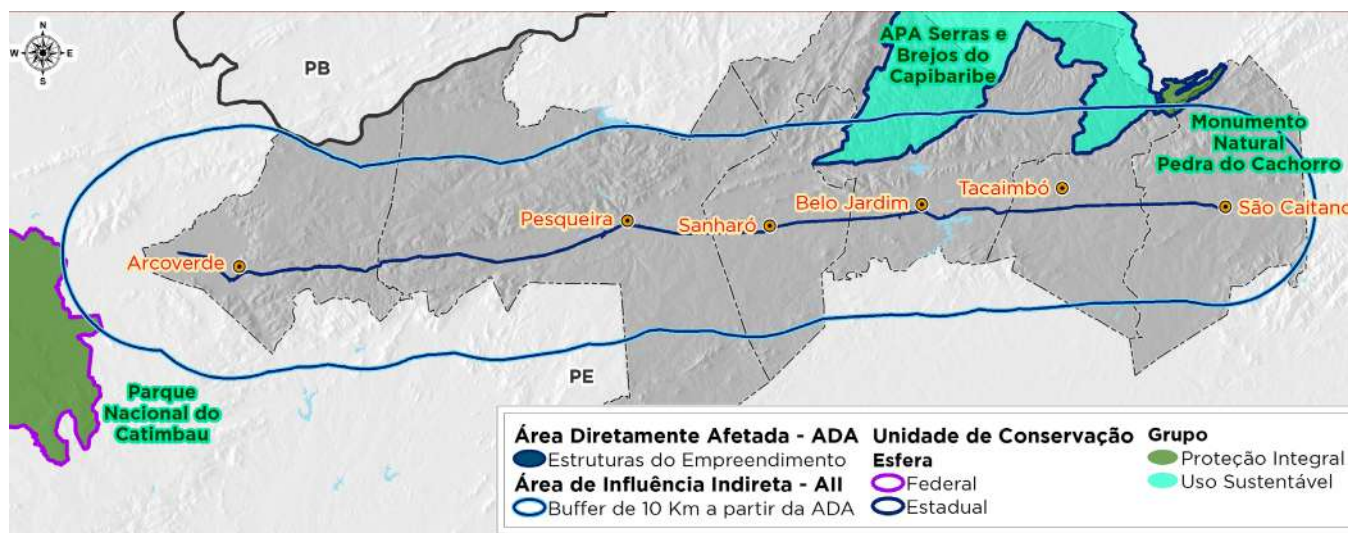 N
W
E
S
PB
APA Serras e
Brejos do
Capibaribe
Monumento
Natural
Pedra do Cachorro
Tacaimbó
Belo Jardim
São Caitano
Pesqueira
Sanharó
Arcoverde
PE
Parque
Nacional do
Catimbau
Área Diretamente Afetada - ADA
Estruturas do Empreendimento
Área de Influência Indireta - AII
Buffer de 10 Km a partir da ADA
Unidade de Conservação
Esfera
Federal
Estadual
Grupo
Proteção Integral
Uso Sustentável